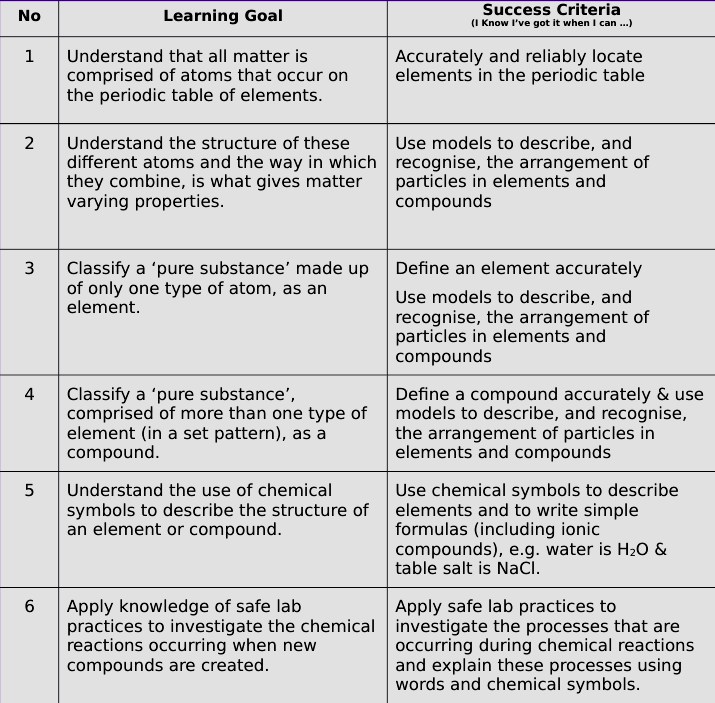 No
Learning Goal
Success Criteria
(I Know I’ve got it when I can …)
1
Understand that all matter is
comprised of atoms that occur on
the periodic table of elements.
Accurately and reliably locate
elements in the periodic table
2
Understand the structure of these
different atoms and the way in which
they combine, is what gives matter
varying properties.
Use models to describe, and
recognise, the arrangement of
particles in elements and
compounds
3
Classify a ‘pure substance’ made up
of only one type of atom, as an
element.
Define an element accurately
Use models to describe, and
recognise, the arrangement of
particles in elements and
compounds
4
Classify a ‘pure substance’,
comprised of more than one type of
element (in a set pattern), as a
compound.
Define a compound accurately & use
models to describe, and recognise,
the arrangement of particles in
elements and compounds
5
Understand the use of chemical
symbols to describe the structure of
an element or compound.
Use chemical symbols to describe
elements and to write simple
formulas (including ionic
compounds), e.g. water is H₂O &
table salt is NaCl.
6
Apply knowledge of safe lab
practices to investigate the chemical
reactions occurring when new
compounds are created.
Apply safe lab practices to
investigate the processes that are
occurring during chemical reactions
and explain these processes using
words and chemical symbols.